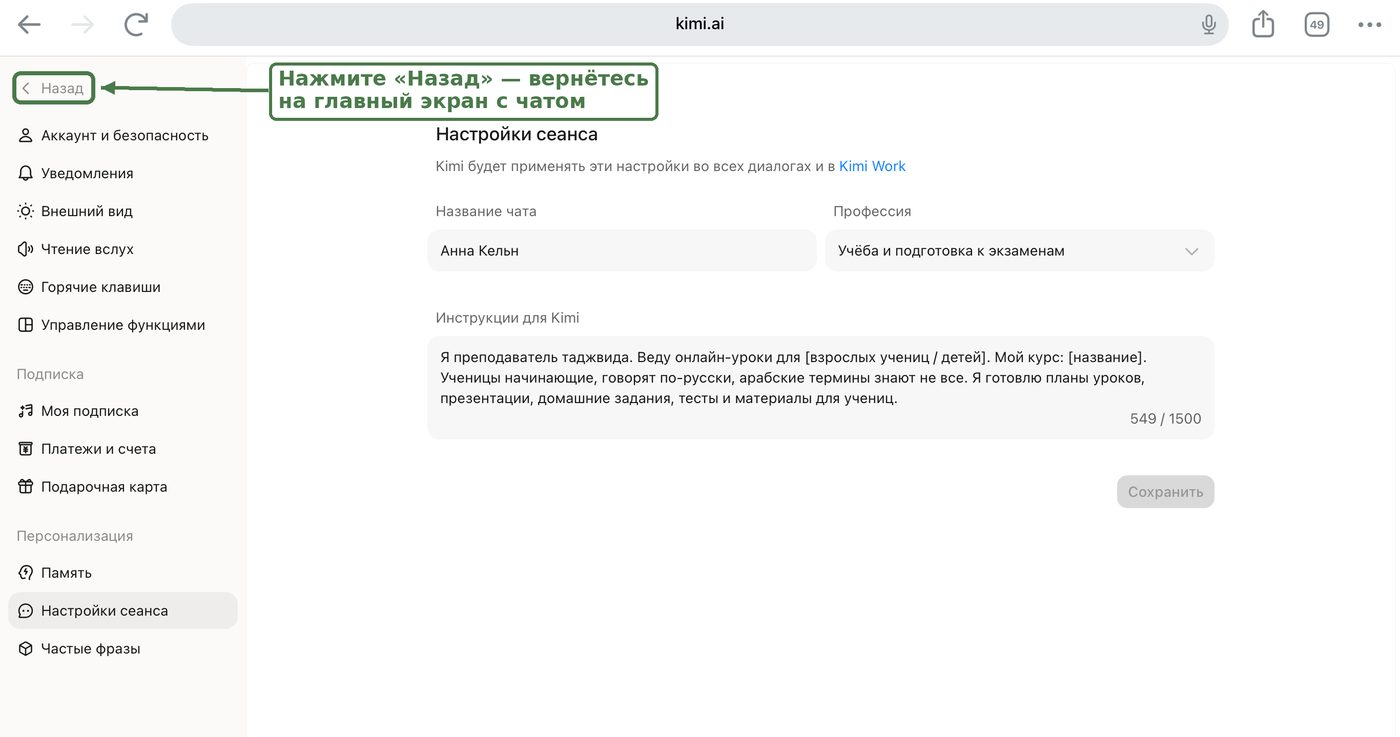 kimi.ai
49
Назад
Нажмите «Назад» — вернётесь
на главный экран с чатом
Аккаунт и безопасность
Уведомления
Внешний вид
Чтение вслух
Горячие клавиши
Управление функциями
Подписка
Моя подписка
Платежи и счета
Подарочная карта
Персонализация
Память
Настройки сеанса
Частые фразы
Настройки сеанса
Kimi будет применять эти настройки во всех диалогах и в Kimi Work
Название чата
Профессия
Анна Кельн
Учёба и подготовка к экзаменам
Инструкции для Kimi
Я преподаватель таджвида. Веду онлайн-уроки для [взрослых учениц / детей]. Мой курс: [название].
Ученицы начинающие, говорят по-русски, арабские термины знают не все. Я готовлю планы уроков,
презентации, домашние задания, тесты и материалы для учениц.
549 / 1500
Сохранить